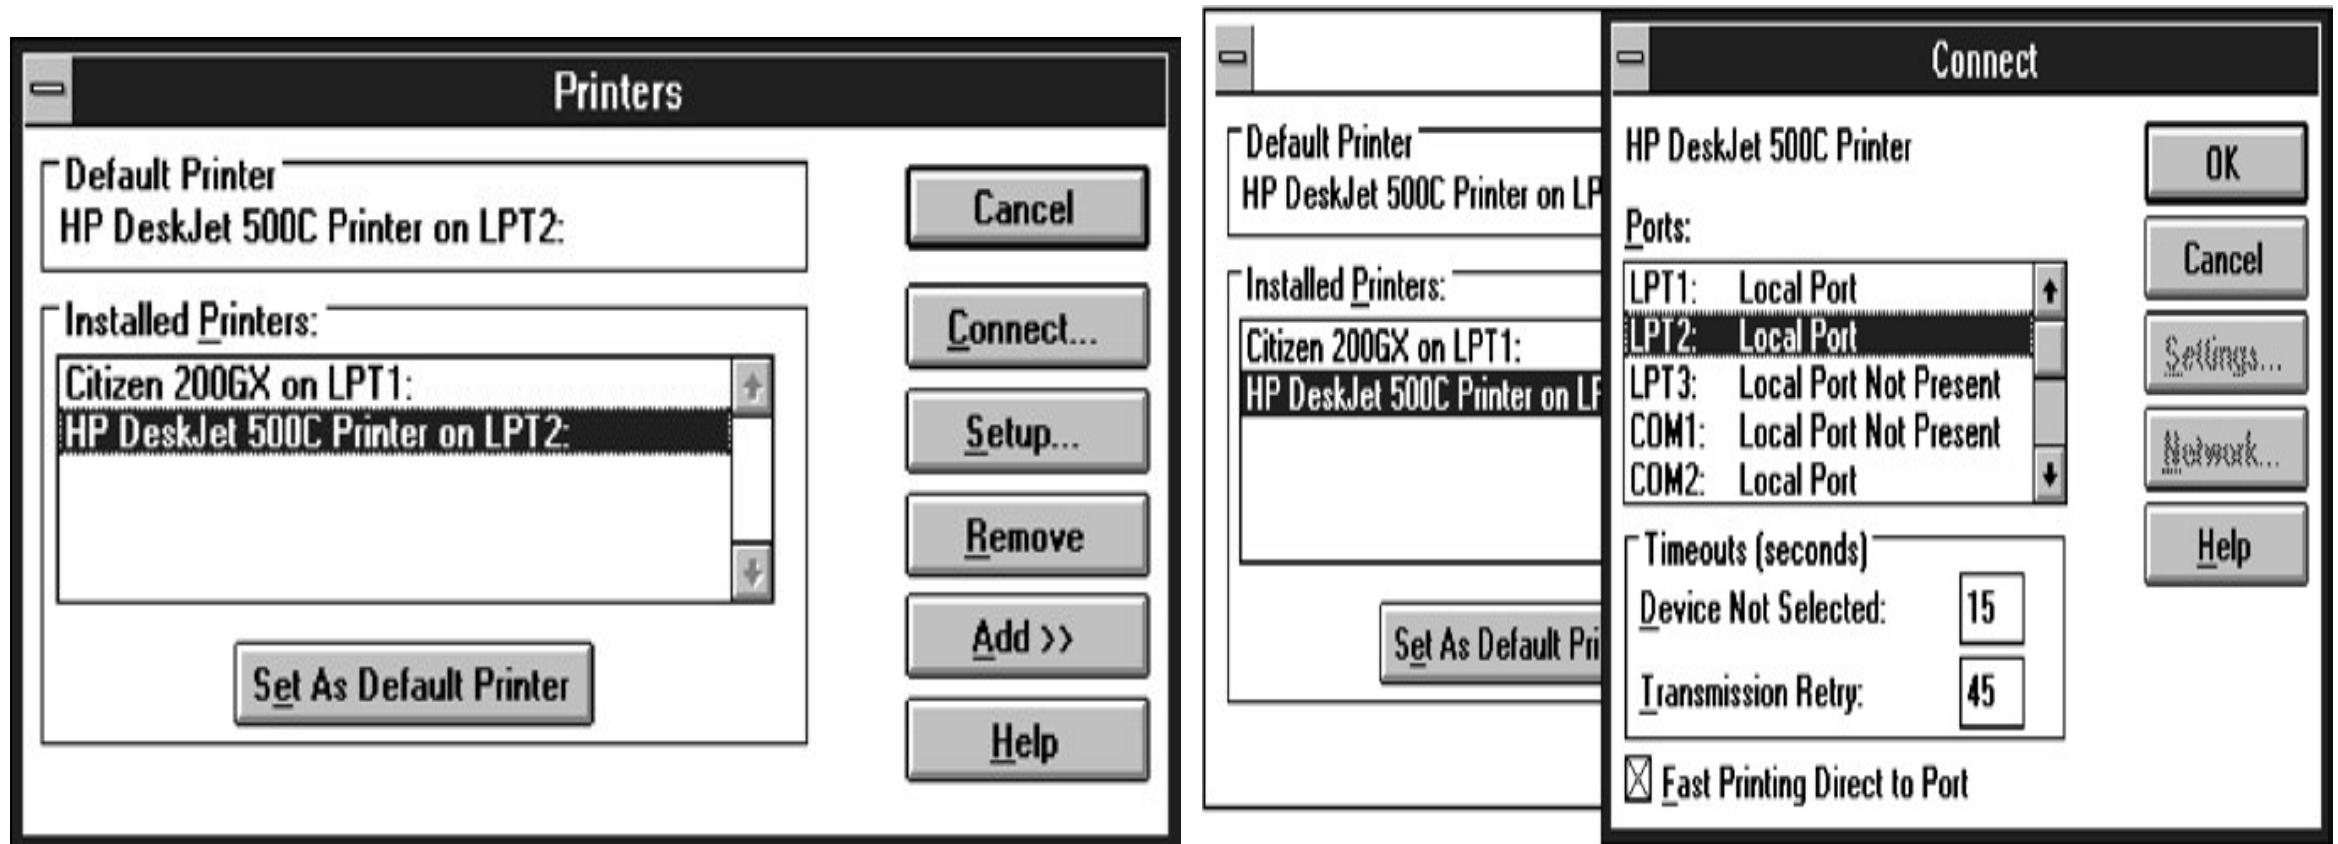 Printers
Default Printer
HP DeskJet 500C Printer on LPT2:
Installed Printers:
Citizen 200GX on LPT1:
HP DeskJet 500C Printer on LPT2:
Set As Default Printer
Cancel
Connect...
Setup...
Remove
Add >>
Help
Default Printer
HP DeskJet 500C Printer on LP
Installed Printers:
Citizen 200GX on LPT1:
HP DeskJet 500C Printer on LP
Set As Default Pri
Connect
HP DeskJet 500C Printer
Ports:
LPT1: Local Port
LPT2: Local Port
LPT3: Local Port Not Present
COM1: Local Port Not Present
COM2: Local Port
Timeouts (seconds)
Device Not Selected: 15
Transmission Retry: 45
Fast Printing Direct to Port
OK
Cancel
Settings...
Network...
Help